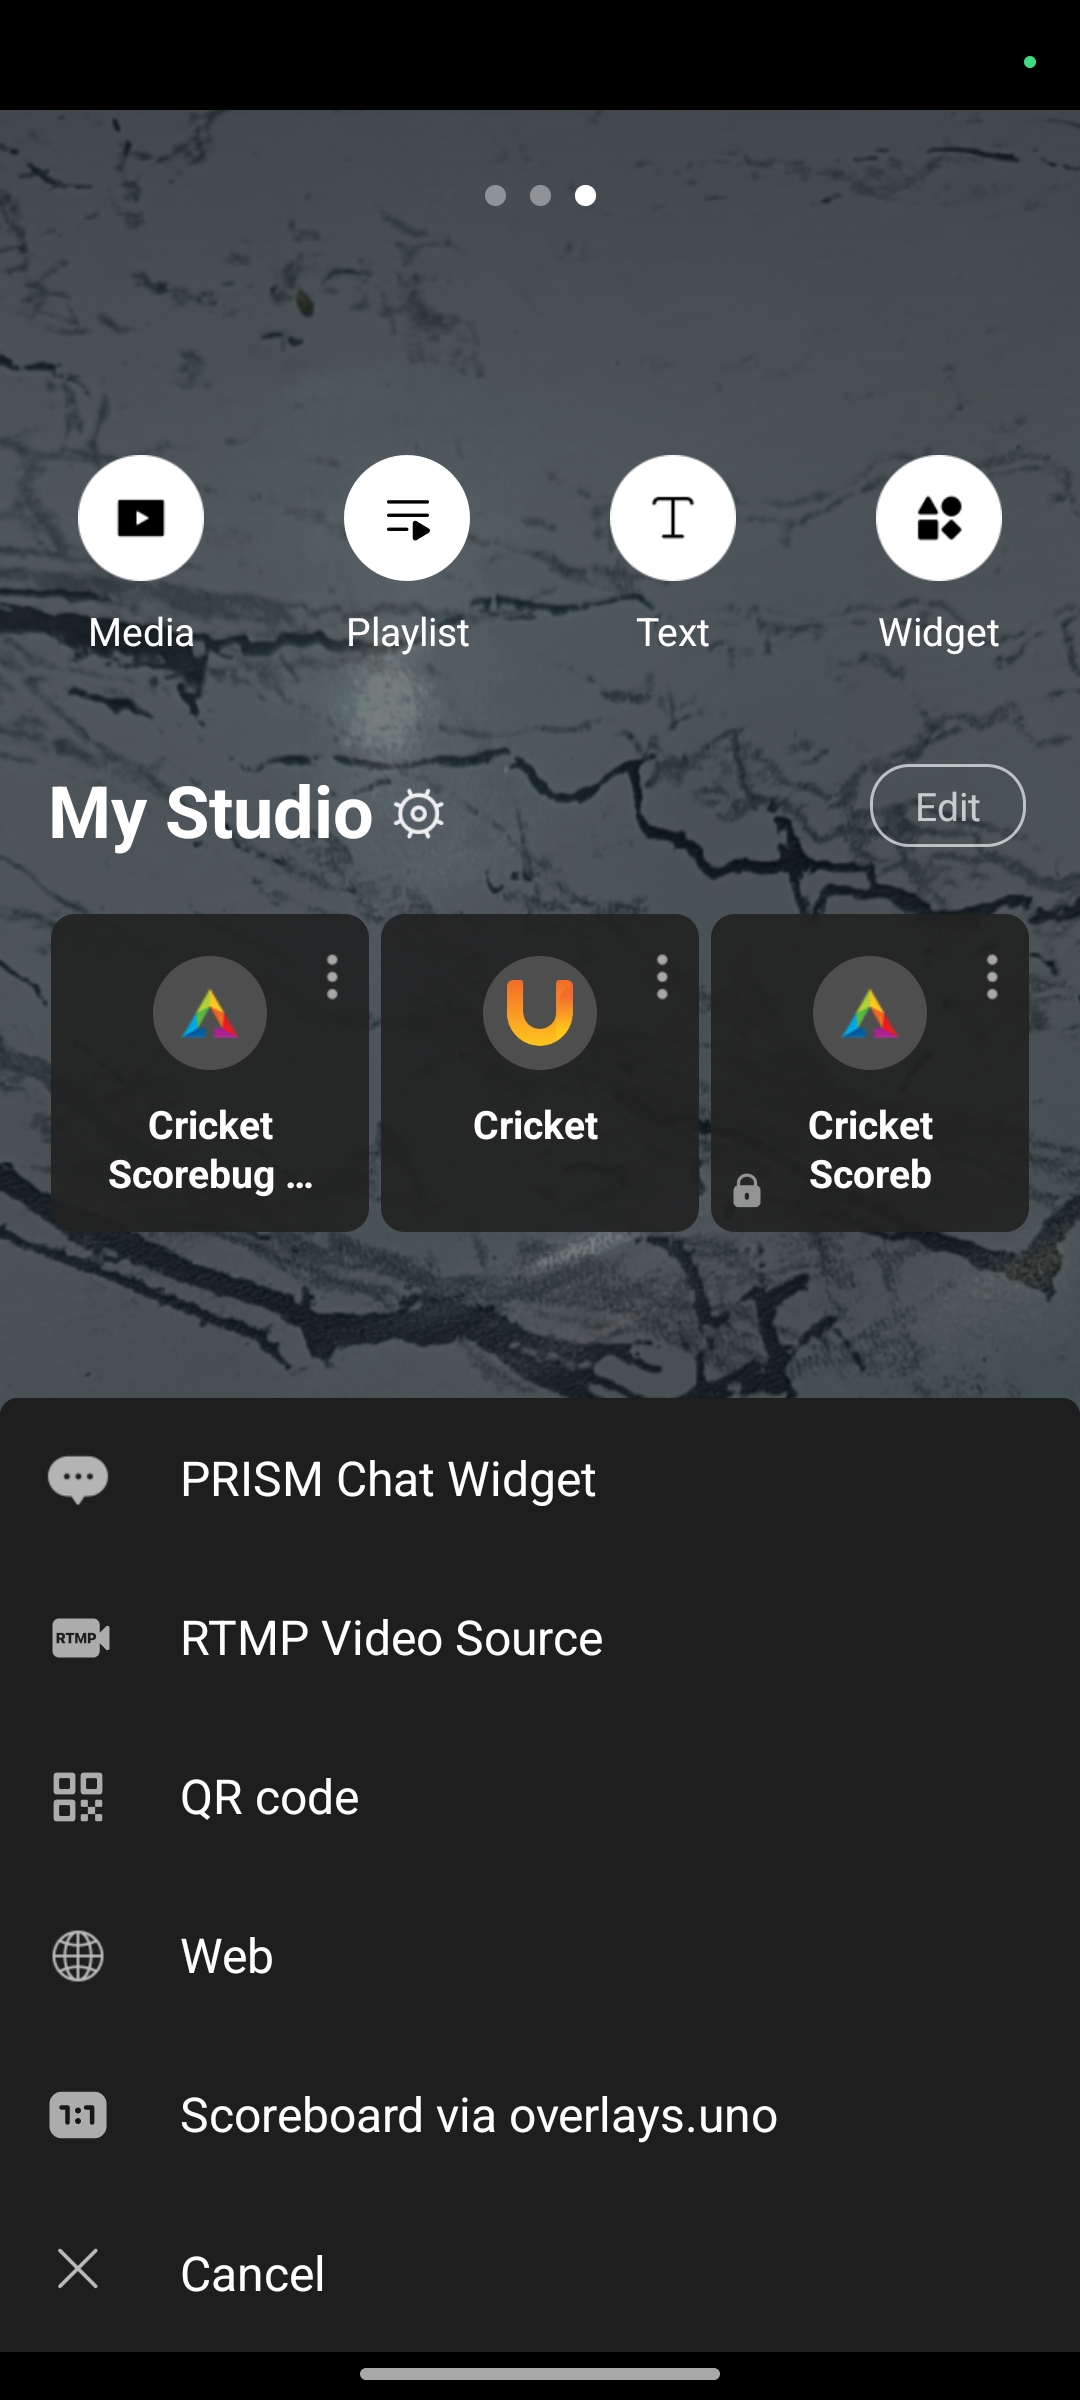 Media
Playlist
Text
Widget
My Studio
Edit
Cricket
Scorebug ...
Cricket
Cricket
Scoreb
PRISM Chat Widget
RTMP
RTMP Video Source
QR code
Web
1:1
Scoreboard via overlays.uno
Cancel